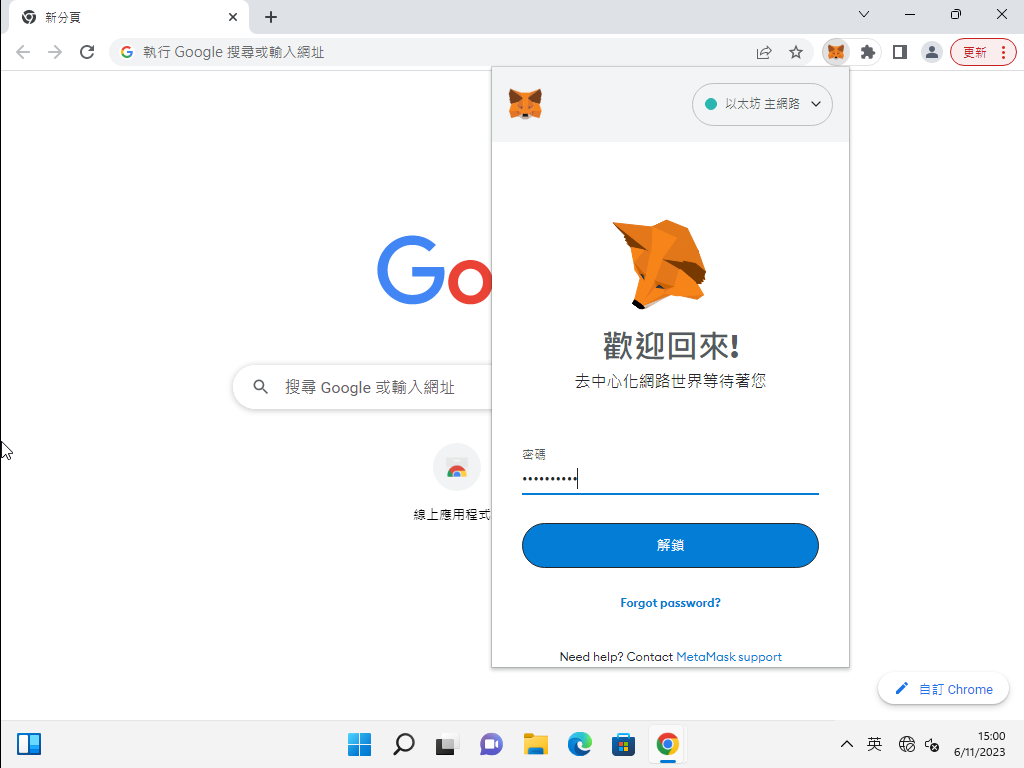 新分頁
執行 Google 搜尋或輸入網址
更新
以太坊 主網路
Go
歡迎回來!
去中心化網路世界等待著您
搜尋 Google 或輸入網址
密碼
••••••••••
線上應用程式
解鎖
Forgot password?
Need help? Contact MetaMask support
自訂 Chrome
英
15:00
6/11/2023